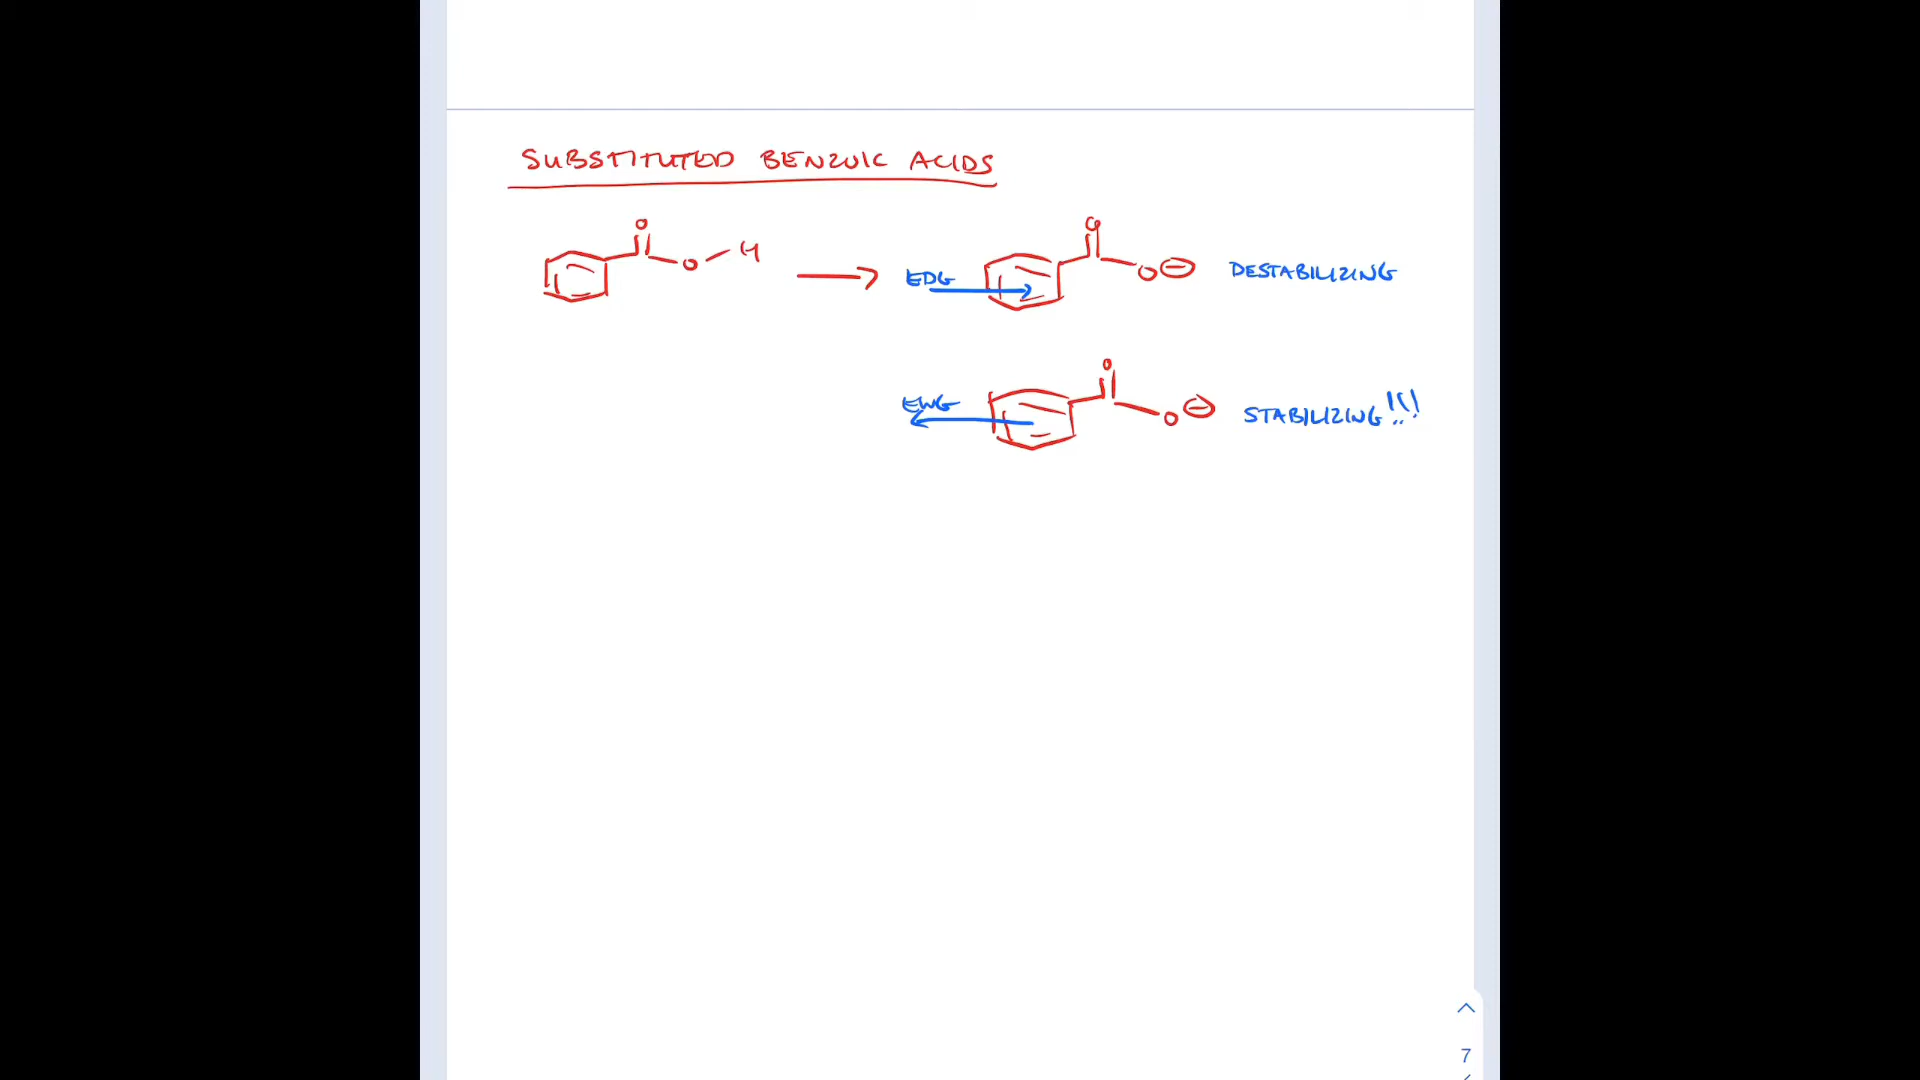 SUBSTITUTED BENZOIC ACIDS
O
O
H
EDG
O
O
DESTABILIZING
EWG
O
O
STABILIZING!!!
7